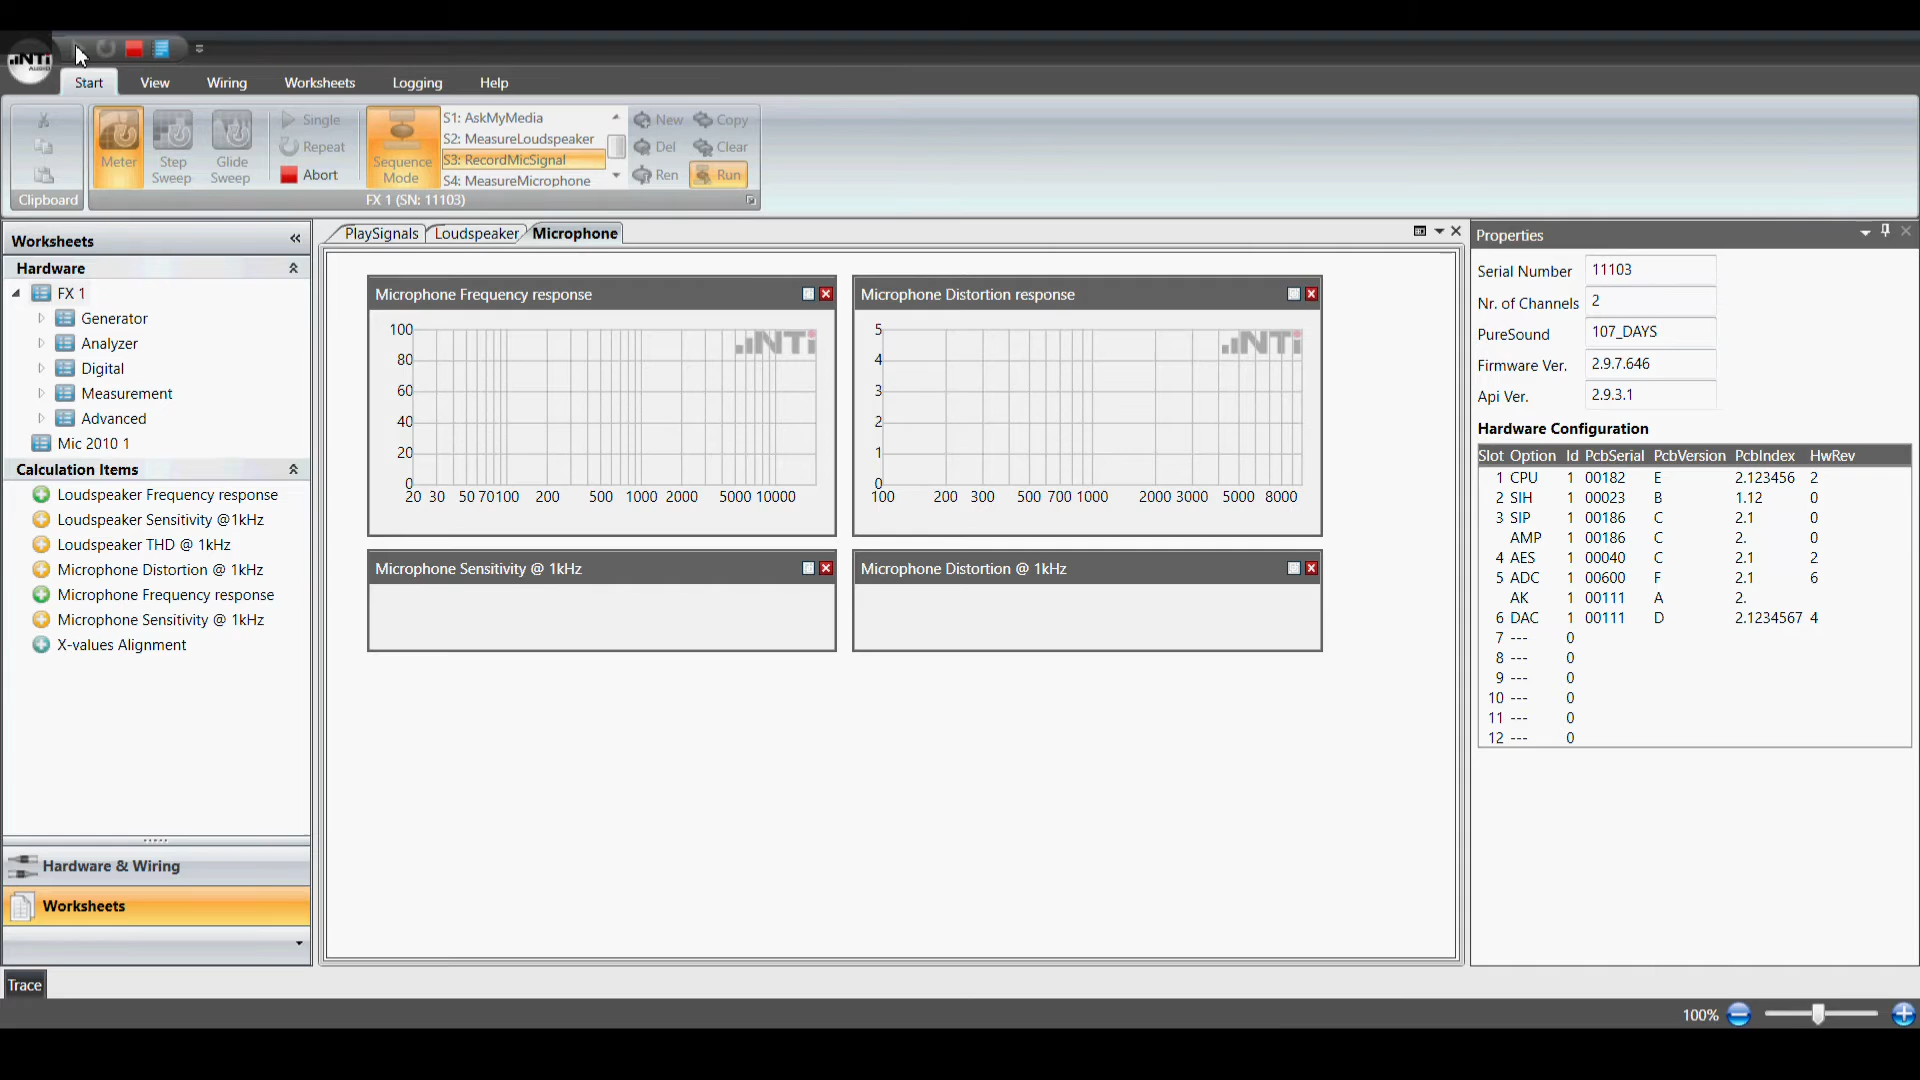 NTi
AUDIO
Start View Wiring Worksheets Logging Help
Meter
Step Sweep
Glide Sweep
Single
Repeat
Abort
Sequence Mode
S1: AskMyMedia
S2: MeasureLoudspeaker
S3: RecordMicSignal
S4: MeasureMicrophone
New Copy
Del Clear
Ren Run
Clipboard
FX 1 (SN: 11103)
Worksheets
Hardware
FX 1
Generator
Analyzer
Digital
Measurement
Advanced
Mic 2010 1
Calculation Items
Loudspeaker Frequency response
Loudspeaker Sensitivity @1kHz
Loudspeaker THD @ 1kHz
Microphone Distortion @ 1kHz
Microphone Frequency response
Microphone Sensitivity @ 1kHz
X-values Alignment
Hardware & Wiring
Worksheets
Trace
PlaySignals Loudspeaker Microphone
Microphone Frequency response
NTi
100
80
60
40
20
0
20 30 50 70 100 200 500 1000 2000 5000 10000
Microphone Distortion response
NTi
5
4
3
2
1
0
100 200 300 500 700 1000 2000 3000 5000 8000
Microphone Sensitivity @ 1kHz
Microphone Distortion @ 1kHz
Properties
Serial Number 11103
Nr. of Channels 2
PureSound 107_DAYS
Firmware Ver. 2.9.7.646
Api Ver. 2.9.3.1
Hardware Configuration
Slot Option Id PcbSerial PcbVersion PcbIndex HwRev
1 CPU 1 00182 E 2.123456 2
2 SIH 1 00023 B 1.12 0
3 SIP 1 00186 C 2.1 0
AMP 1 00186 C 2. 0
4 AES 1 00040 C 2.1 2
5 ADC 1 00600 F 2.1 6
AK 1 00111 A 2.
6 DAC 1 00111 D 2.1234567 4
7 --- 0
8 --- 0
9 --- 0
10 --- 0
11 --- 0
12 --- 0
100%